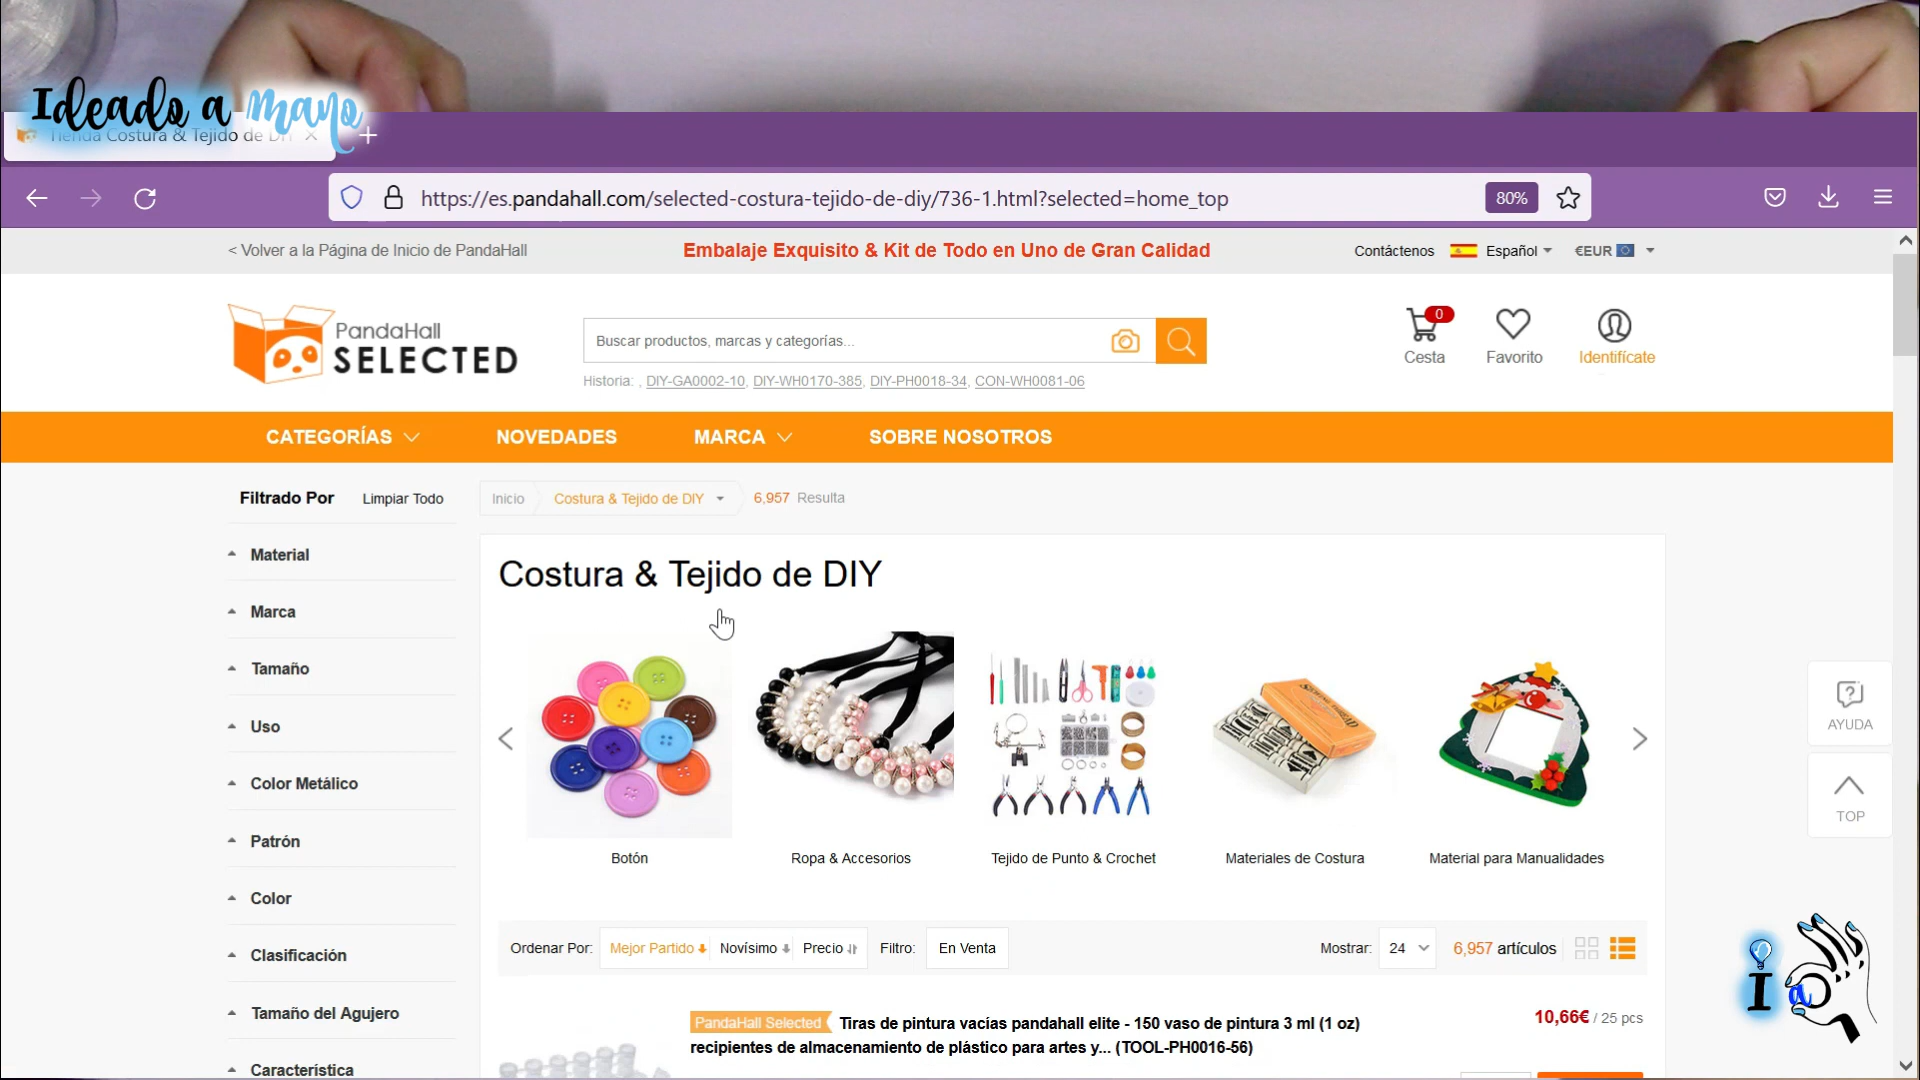 Ideado a mano
Tienda Costura & Tejido de DI
https://es.pandahall.com/selected-costura-tejido-de-diy/736-1.html?selected=home_top
80%
< Volver a la Página de Inicio de PandaHall
Embalaje Exquisito & Kit de Todo en Uno de Gran Calidad
Contáctenos
Español
€EUR
PandaHall
SELECTED
Buscar productos, marcas y categorías...
Historia: , DIY-GA0002-10, DIY-WH0170-385, DIY-PH0018-34, CON-WH0081-06
0
Cesta
Favorito
Identifícate
CATEGORÍAS
NOVEDADES
MARCA
SOBRE NOSOTROS
Filtrado Por
Limpiar Todo
Inicio
Costura & Tejido de DIY
6,957 Resulta
Material
Marca
Tamaño
Uso
Color Metálico
Patrón
Color
Clasificación
Tamaño del Agujero
Característica
Costura & Tejido de DIY
Botón
Ropa & Accesorios
Tejido de Punto & Crochet
Materiales de Costura
Material para Manualidades
AYUDA
TOP
Ordenar Por:
Mejor Partido
Novísimo
Precio
Filtro:
En Venta
Mostrar:
24
6,957 artículos
PandaHall Selected
Tiras de pintura vacías pandahall elite - 150 vaso de pintura 3 ml (1 oz)
recipientes de almacenamiento de plástico para artes y... (TOOL-PH0016-56)
10,66€ / 25 pcs
I a